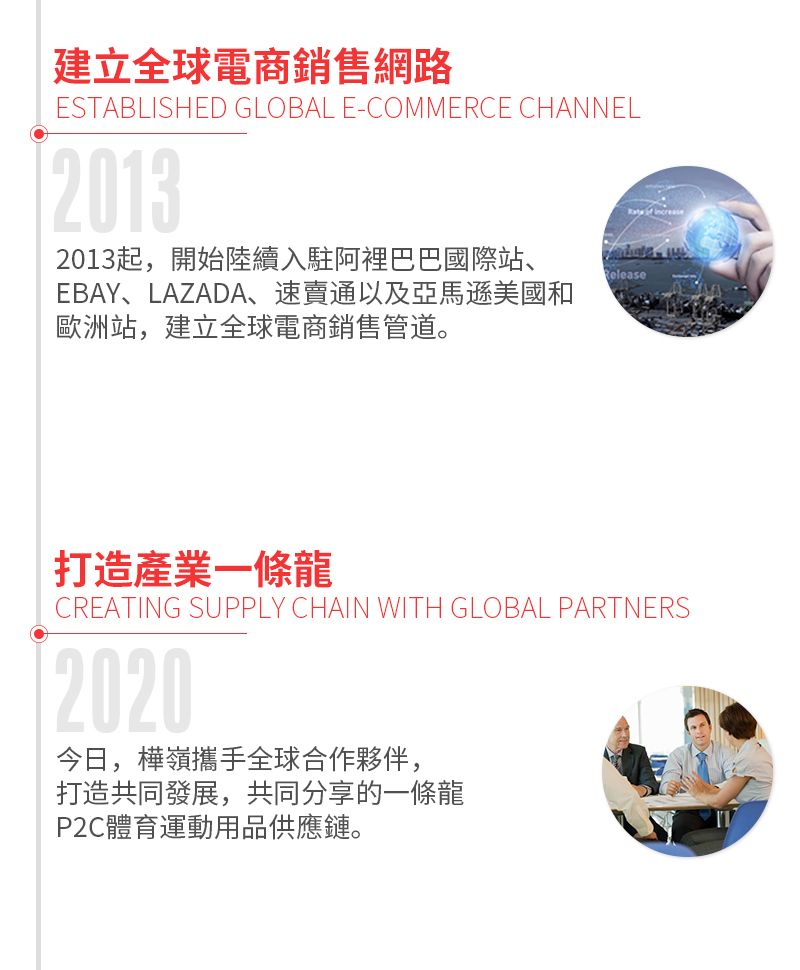 建立全球電商銷售網路
ESTABLISHED GLOBAL E-COMMERCE CHANNEL
2013
Rate of Increase
Release
2013起，開始陸續入駐阿裡巴巴國際站、
EBAY、LAZADA、速賣通以及亞馬遜美國和
歐洲站，建立全球電商銷售管道。
打造產業一條龍
CREATING SUPPLY CHAIN WITH GLOBAL PARTNERS
2020
今日，樺嶺攜手全球合作夥伴，
打造共同發展，共同分享的一條龍
P2C體育運動用品供應鏈。